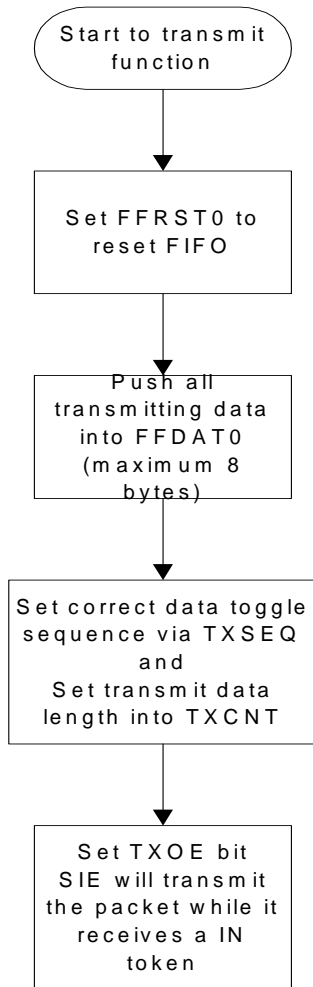 Start to transmit
function
Set FFRST0 to
reset FIFO
Push all
transmitting data
into FFDAT0
(maximum 8
bytes)
Set correct data toggle
sequence via TXSEQ
and
Set transmit data
length into TXCNT
Set TXOE bit
SIE will transmit
the packet while it
receives a IN
token